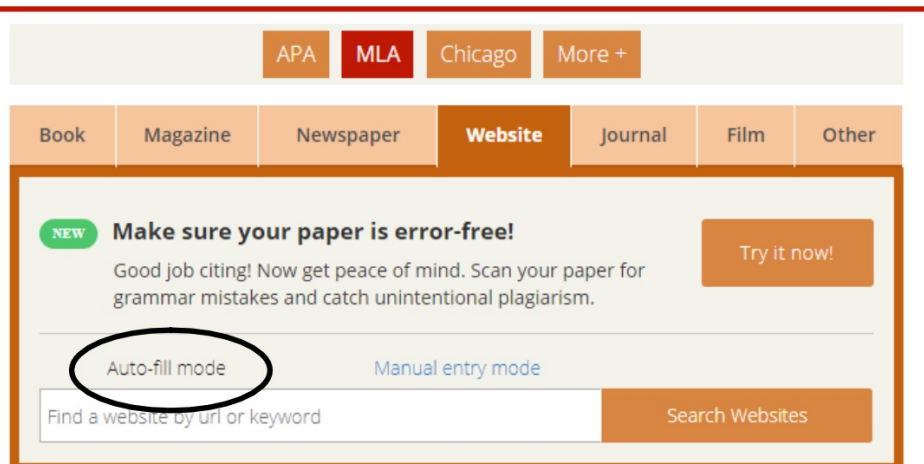 APA MLA Chicago More +
Book Magazine Newspaper Website Journal Film Other
NEW Make sure your paper is error-free!
Good job citing! Now get peace of mind. Scan your paper for
grammar mistakes and catch unintentional plagiarism.
Try it now!
Auto-fill mode Manual entry mode
Find a website by url or keyword Search Websites